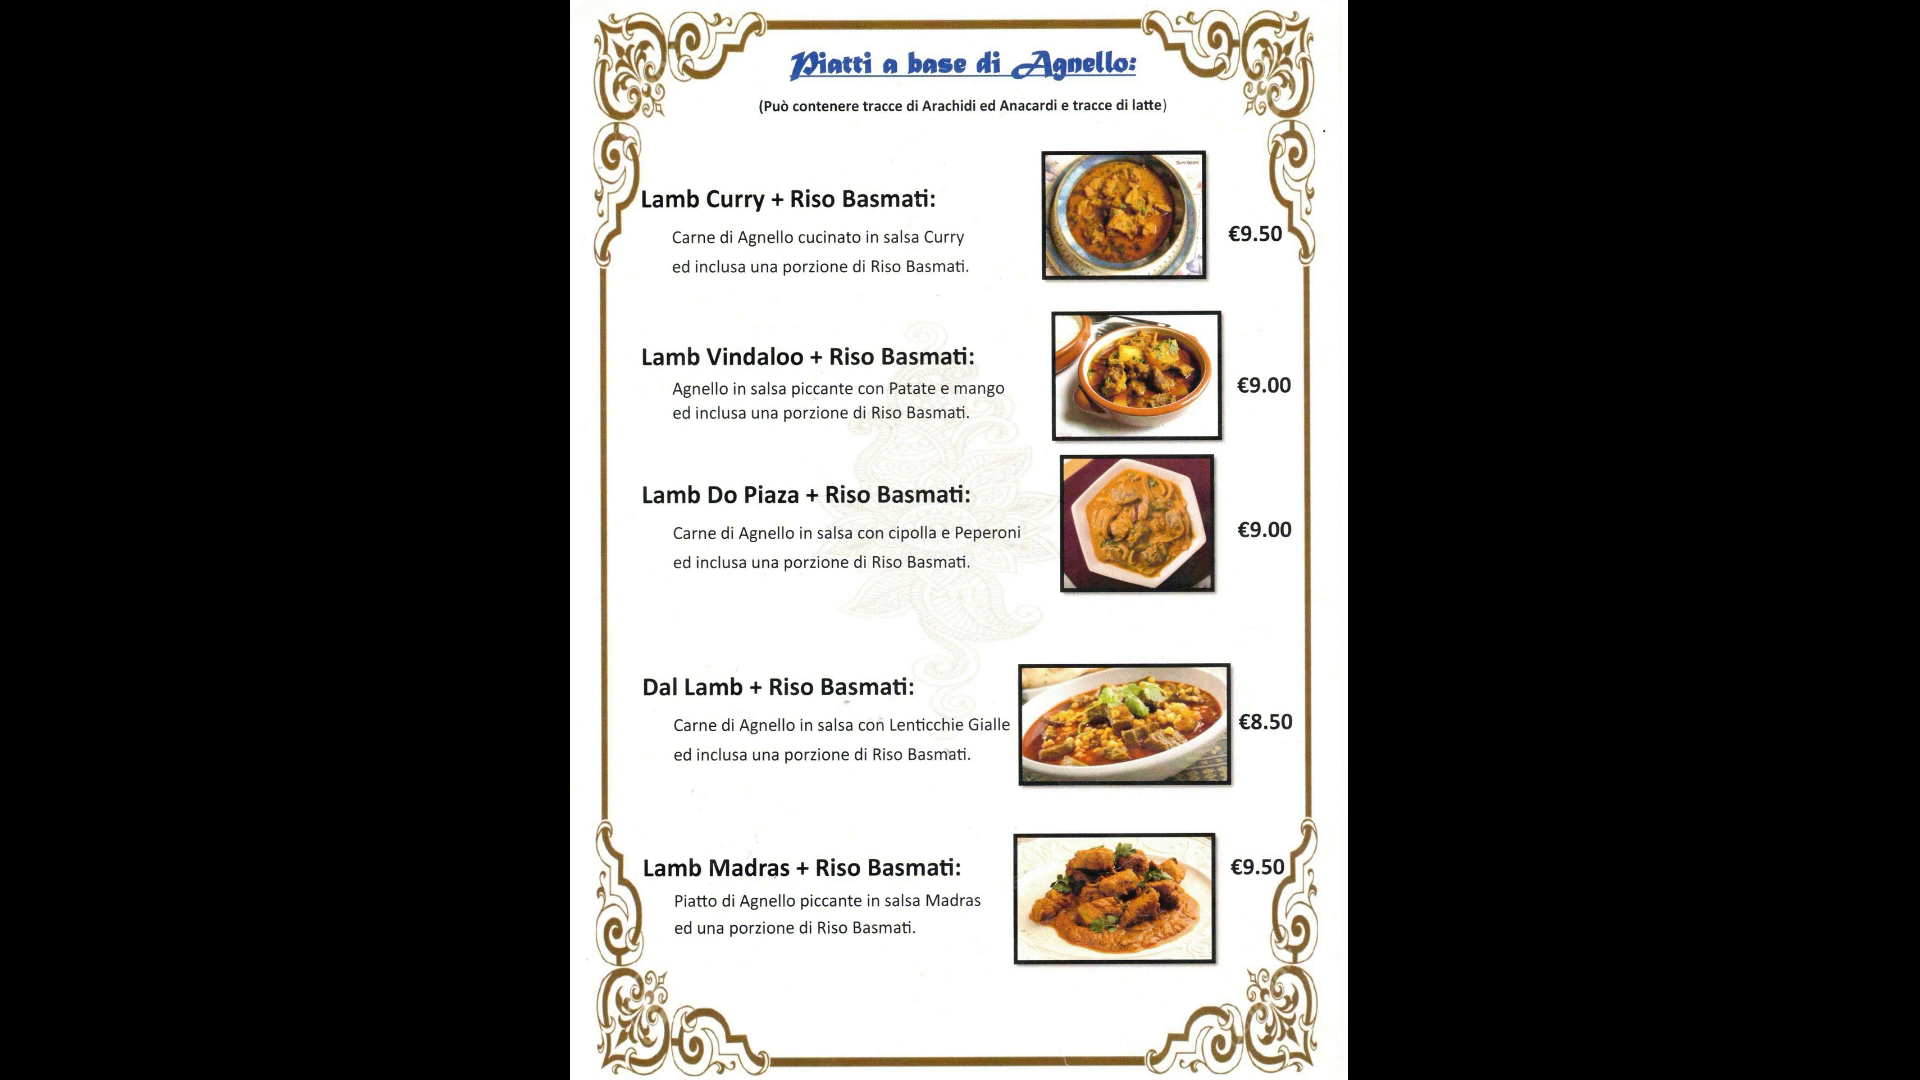 Piatti a base di Agnello:
(Può contenere tracce di Arachidi ed Anacardi e tracce di latte)
Lamb Curry + Riso Basmati:
Carne di Agnello cucinato in salsa Curry
ed inclusa una porzione di Riso Basmati.
€9.50
Lamb Vindaloo + Riso Basmati:
Agnello in salsa piccante con Patate e mango
ed inclusa una porzione di Riso Basmati.
€9.00
Lamb Do Piaza + Riso Basmati:
Carne di Agnello in salsa con cipolla e Peperoni
ed inclusa una porzione di Riso Basmati.
€9.00
Dal Lamb + Riso Basmati:
Carne di Agnello in salsa con Lenticchie Gialle
ed inclusa una porzione di Riso Basmati.
€8.50
Lamb Madras + Riso Basmati:
Piatto di Agnello piccante in salsa Madras
ed una porzione di Riso Basmati.
€9.50